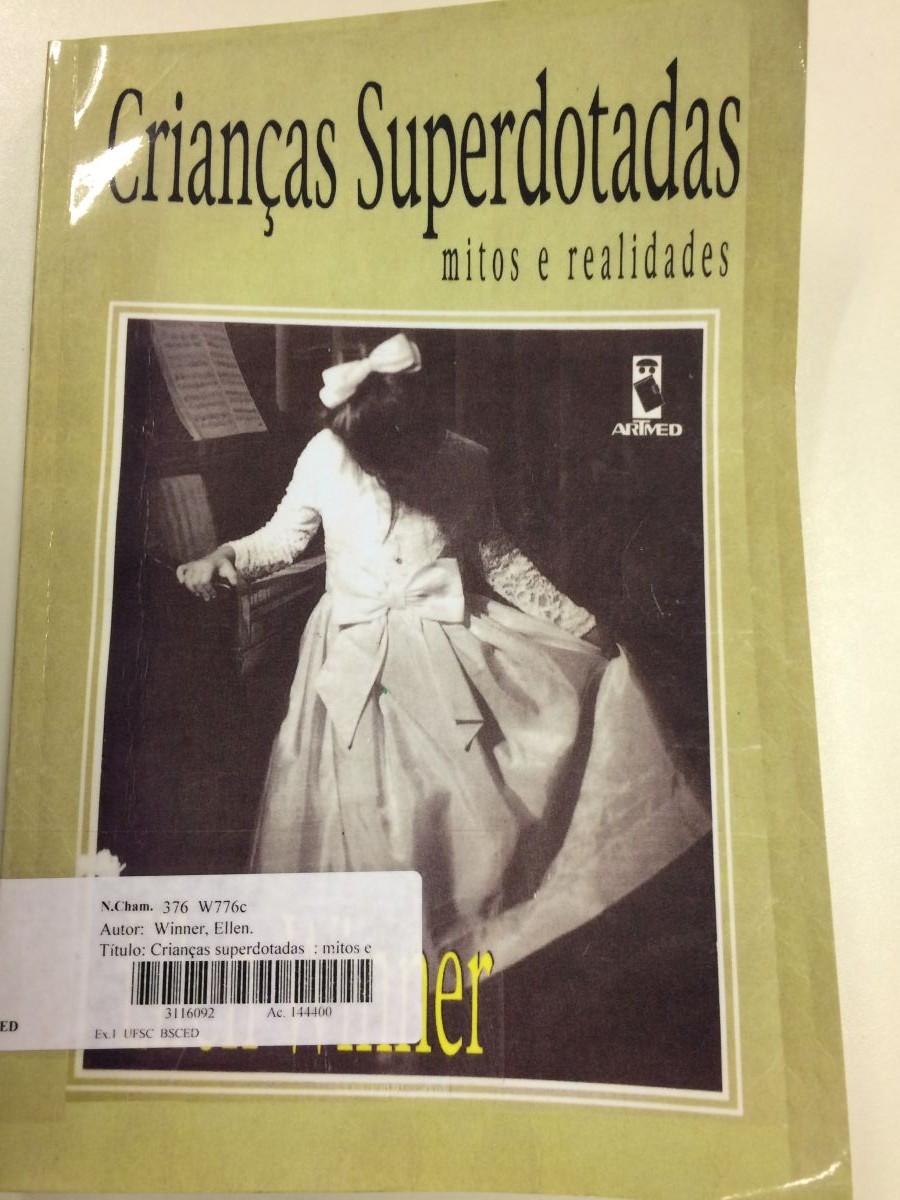 Crianças Superdotadas
mitos e realidades
ARTMED
N.Cham. 376 W776c
Autor: Winner, Ellen.
Título: Crianças superdotadas : mitos e
3116092 Ac. 144400
Ex.1 UFSC BSCED
ED
Winner